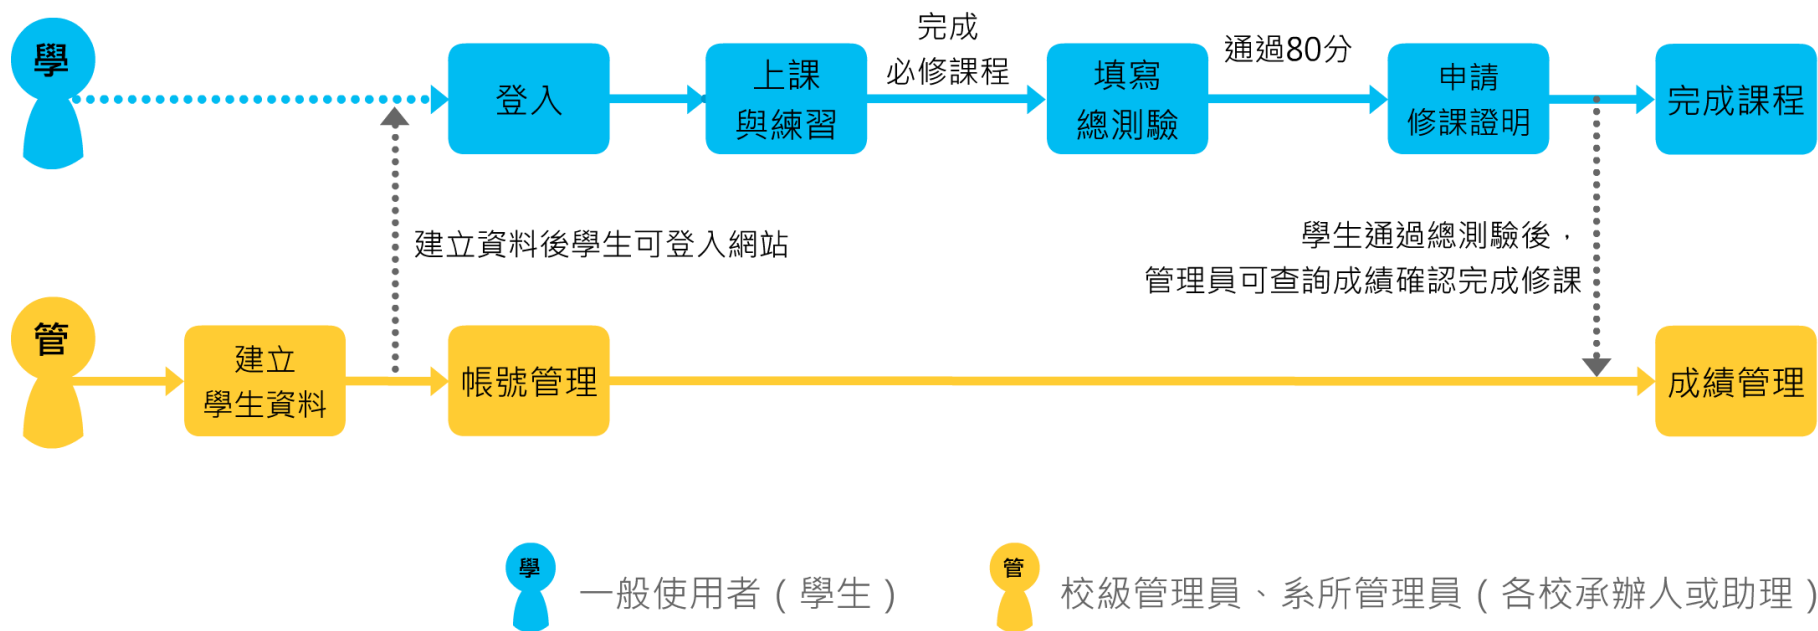 學
登入
上課
與練習
完成
必修課程
填寫
總測驗
通過80分
申請
修課證明
完成課程
建立資料後學生可登入網站
學生通過總測驗後，
管理員可查詢成績確認完成修課
管
建立
學生資料
帳號管理
成績管理
學
一般使用者（學生）
管
校級管理員、系所管理員（各校承辦人或助理）